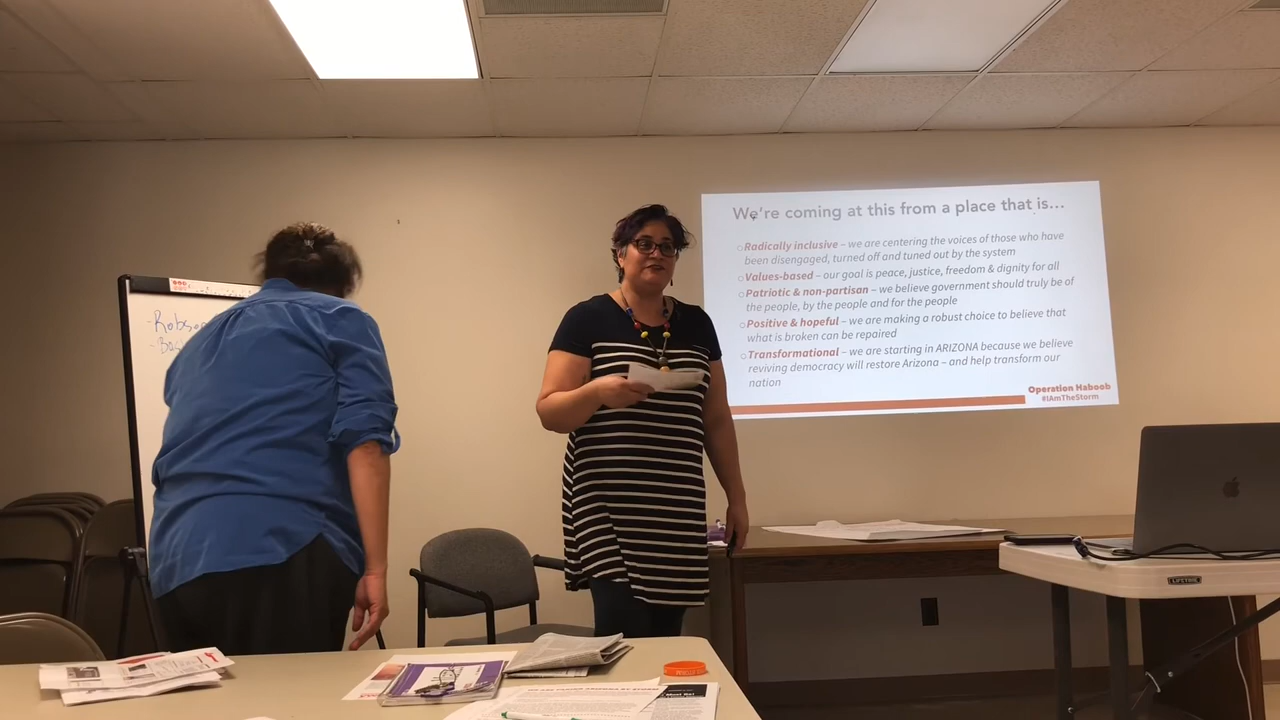 We're coming at this from a place that is...
○Radically inclusive – we are centering the voices of those who have
been disengaged, turned off and tuned out by the system
○Values-based – our goal is peace, justice, freedom & dignity for all
○Patriotic & non-partisan – we believe government should truly be of
the people, by the people and for the people
○Positive & hopeful – we are making a robust choice to believe that
what is broken can be repaired
○Transformational – we are starting in ARIZONA because we believe
reviving democracy will restore Arizona – and help transform our
nation
Operation Haboob
#IAmTheStorm
LIFETIME